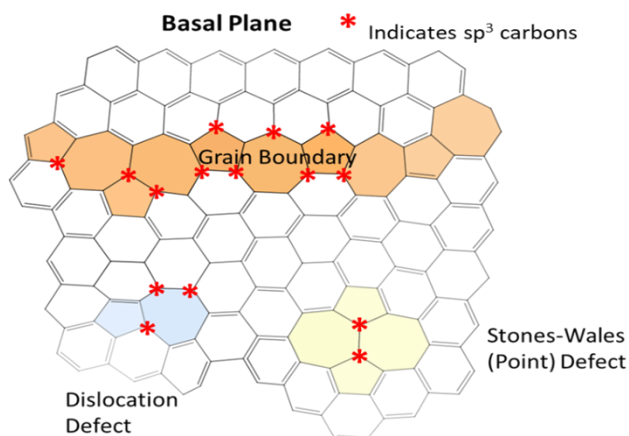 Basal Plane
* Indicates sp³ carbons
Grain Boundary
Stones-Wales
(Point) Defect
Dislocation
Defect